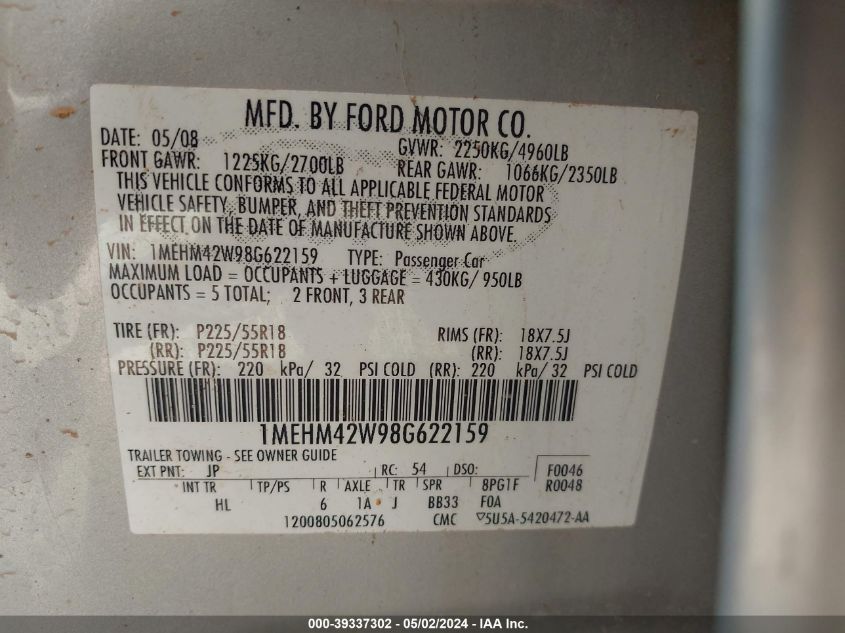 MFD. BY FORD MOTOR CO.
DATE: 05/08 GVWR: 2250KG/4960LB
FRONT GAWR: 1225KG/2700LB REAR GAWR: 1066KG/2350LB
THIS VEHICLE CONFORMS TO ALL APPLICABLE FEDERAL MOTOR
VEHICLE SAFETY, BUMPER, AND THEFT PREVENTION STANDARDS
IN EFFECT ON THE DATE OF MANUFACTURE SHOWN ABOVE.
VIN: 1MEHM42W98G622159 TYPE: Passenger Car
MAXIMUM LOAD = OCCUPANTS + LUGGAGE = 430KG/ 950LB
OCCUPANTS = 5 TOTAL; 2 FRONT, 3 REAR
TIRE (FR): P225/55R18 RIMS (FR): 18X7.5J
(RR): P225/55R18 (RR): 18X7.5J
PRESSURE (FR): 220 kPa/ 32 PSI COLD (RR): 220 kPa/ 32 PSI COLD
1MEHM42W98G622159
TRAILER TOWING - SEE OWNER GUIDE
EXT PNT: JP RC: 54 DSO: F0046
INT TR TP/PS R AXLE TR SPR 8PG1F R0048
HL 6 1A J BB33 F0A
1200805062576 CMC ▽5U5A-5420472-AA
000-39337302 - 05/02/2024 - IAA Inc.